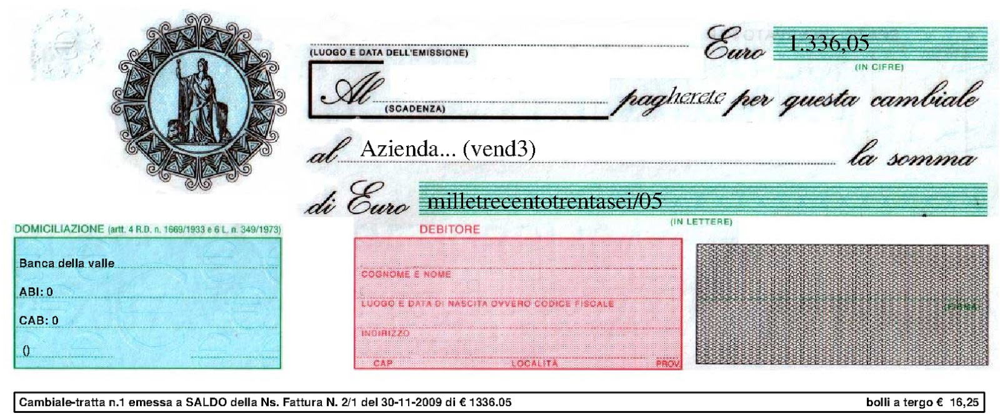 Euro 1.336,05
(LUOGO E DATA DELL'EMISSIONE)
(IN CIFRE)
Al pagherete per questa cambiale
(SCADENZA)
al Azienda... (vend3) la somma
di Euro milletrecentotrentasei/05
(IN LETTERE)
DOMICILIAZIONE (artt. 4 R.D. n. 1669/1933 e 6 L. n. 349/1973)
Banca della valle
ABI: 0
CAB: 0
()
DEBITORE
COGNOME E NOME
LUOGO E DATA DI NASCITA OVVERO CODICE FISCALE
INDIRIZZO
CAP LOCALITÀ PROV.
(FIRMA)
Cambiale-tratta n.1 emessa a SALDO della Ns. Fattura N. 2/1 del 30-11-2009 di € 1336.05
bolli a tergo € 16,25